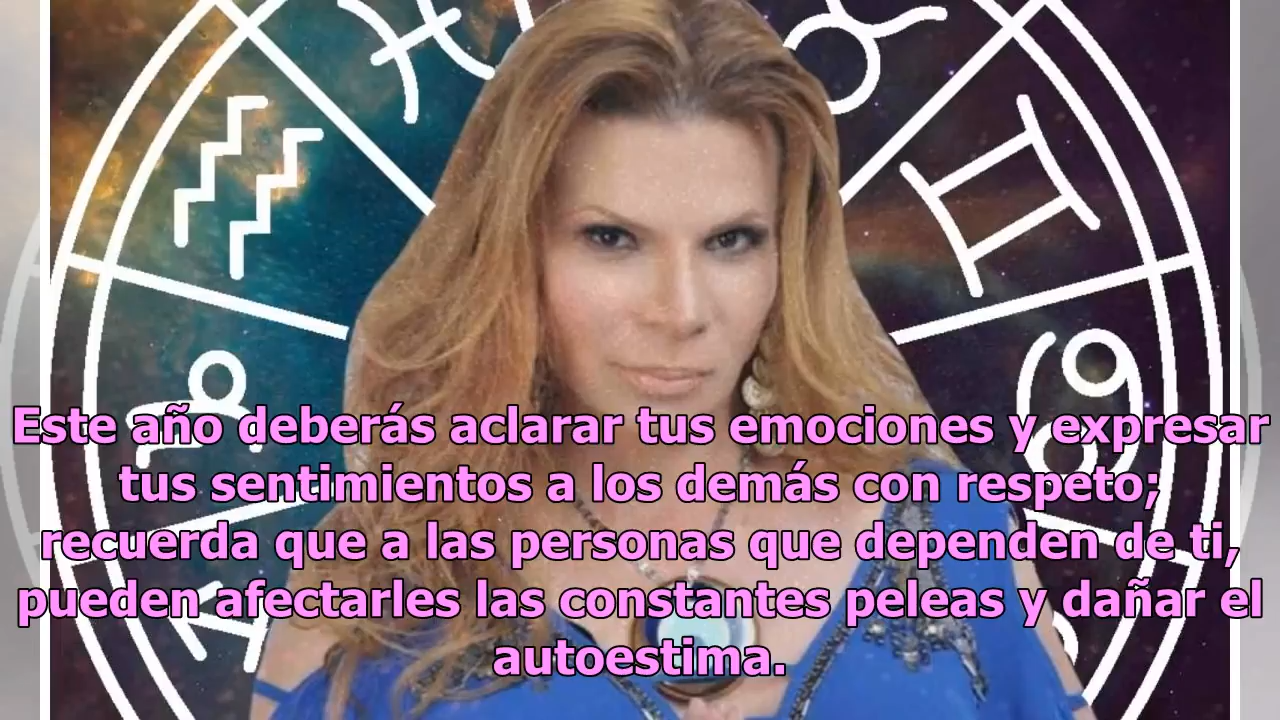 Este año deberás aclarar tus emociones y expresar
tus sentimientos a los demás con respeto;
recuerda que a las personas que dependen de ti,
pueden afectarles las constantes peleas y dañar el
autoestima.